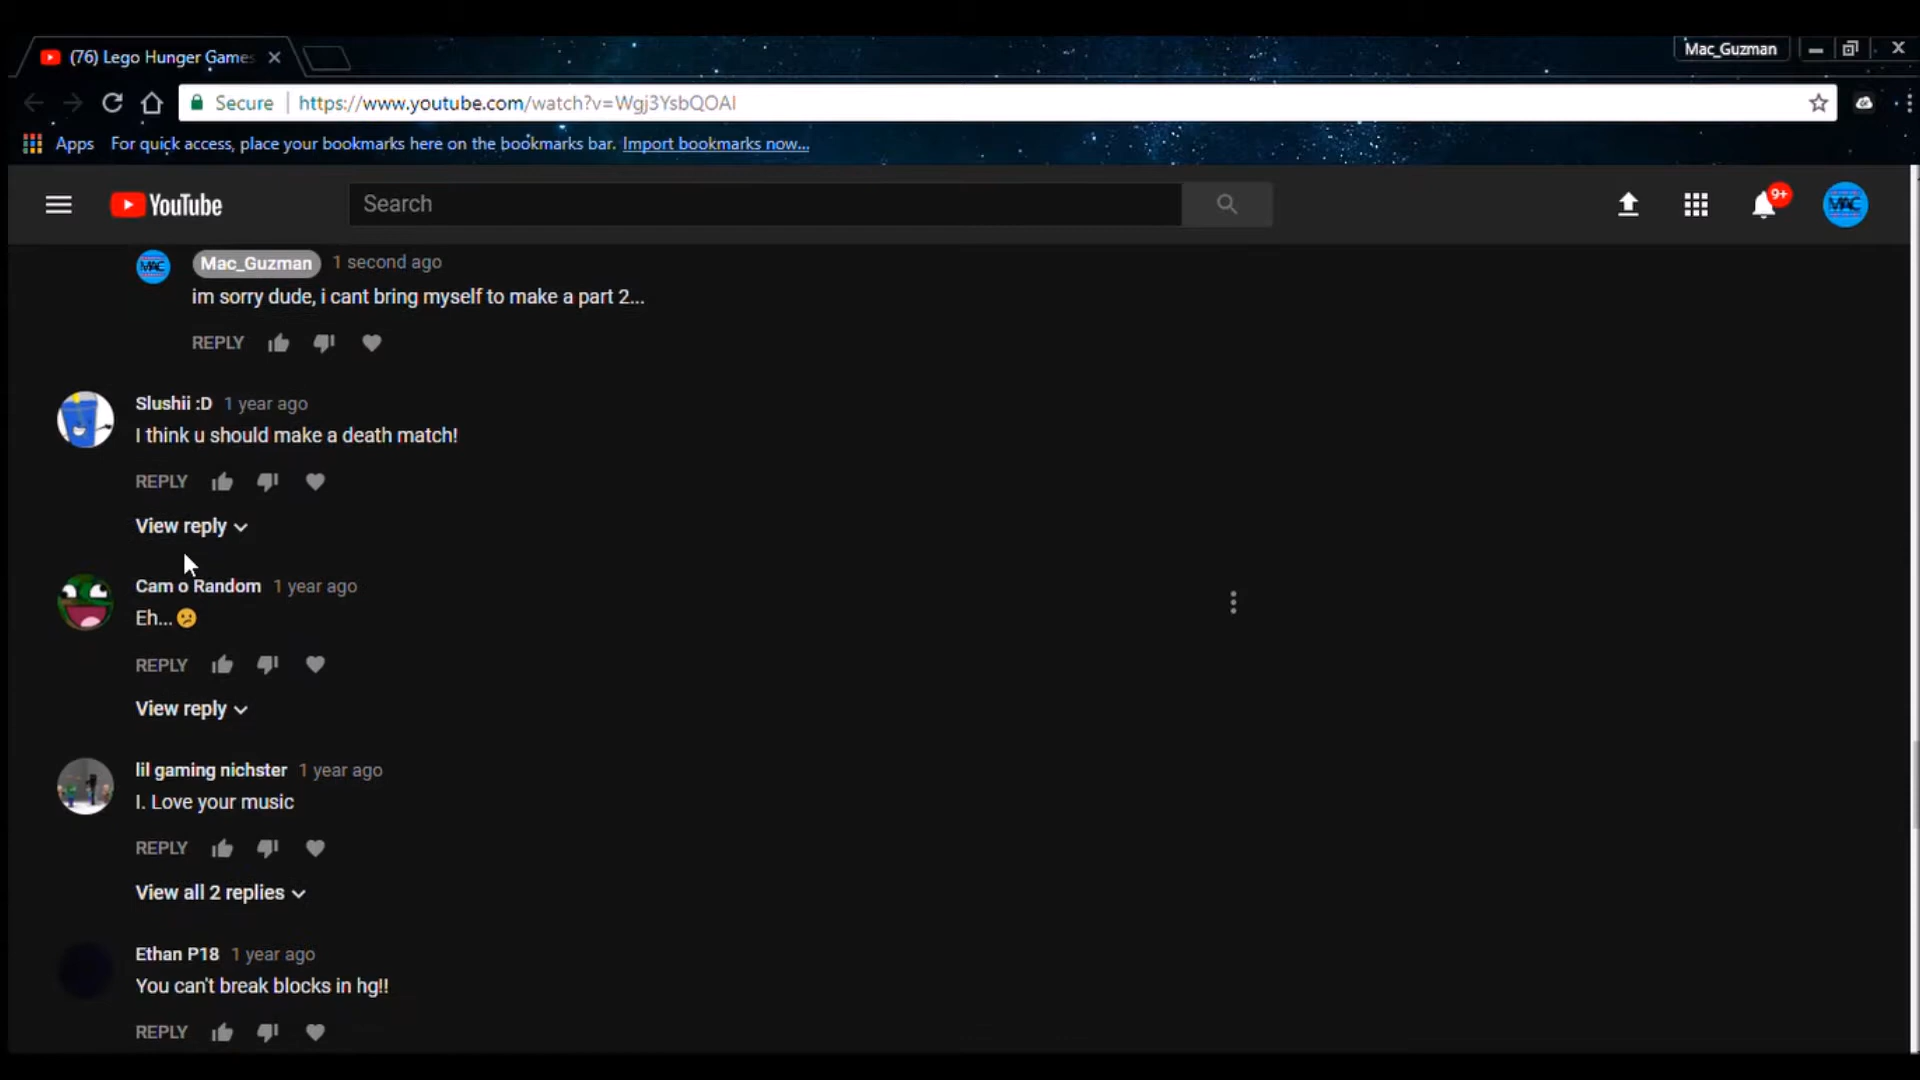 (76) Lego Hunger Games
Mac_Guzman
Secure https://www.youtube.com/watch?v=Wgj3YsbQOAI
Apps For quick access, place your bookmarks here on the bookmarks bar. Import bookmarks now...
YouTube
Search
9+
MAC
MAC
Mac_Guzman 1 second ago
im sorry dude, i cant bring myself to make a part 2...
REPLY
Slushii :D 1 year ago
I think u should make a death match!
REPLY
View reply
Cam o Random 1 year ago
Eh... 😕
REPLY
View reply
lil gaming nichster 1 year ago
I. Love your music
REPLY
View all 2 replies
Ethan P18 1 year ago
You can't break blocks in hg!!
REPLY